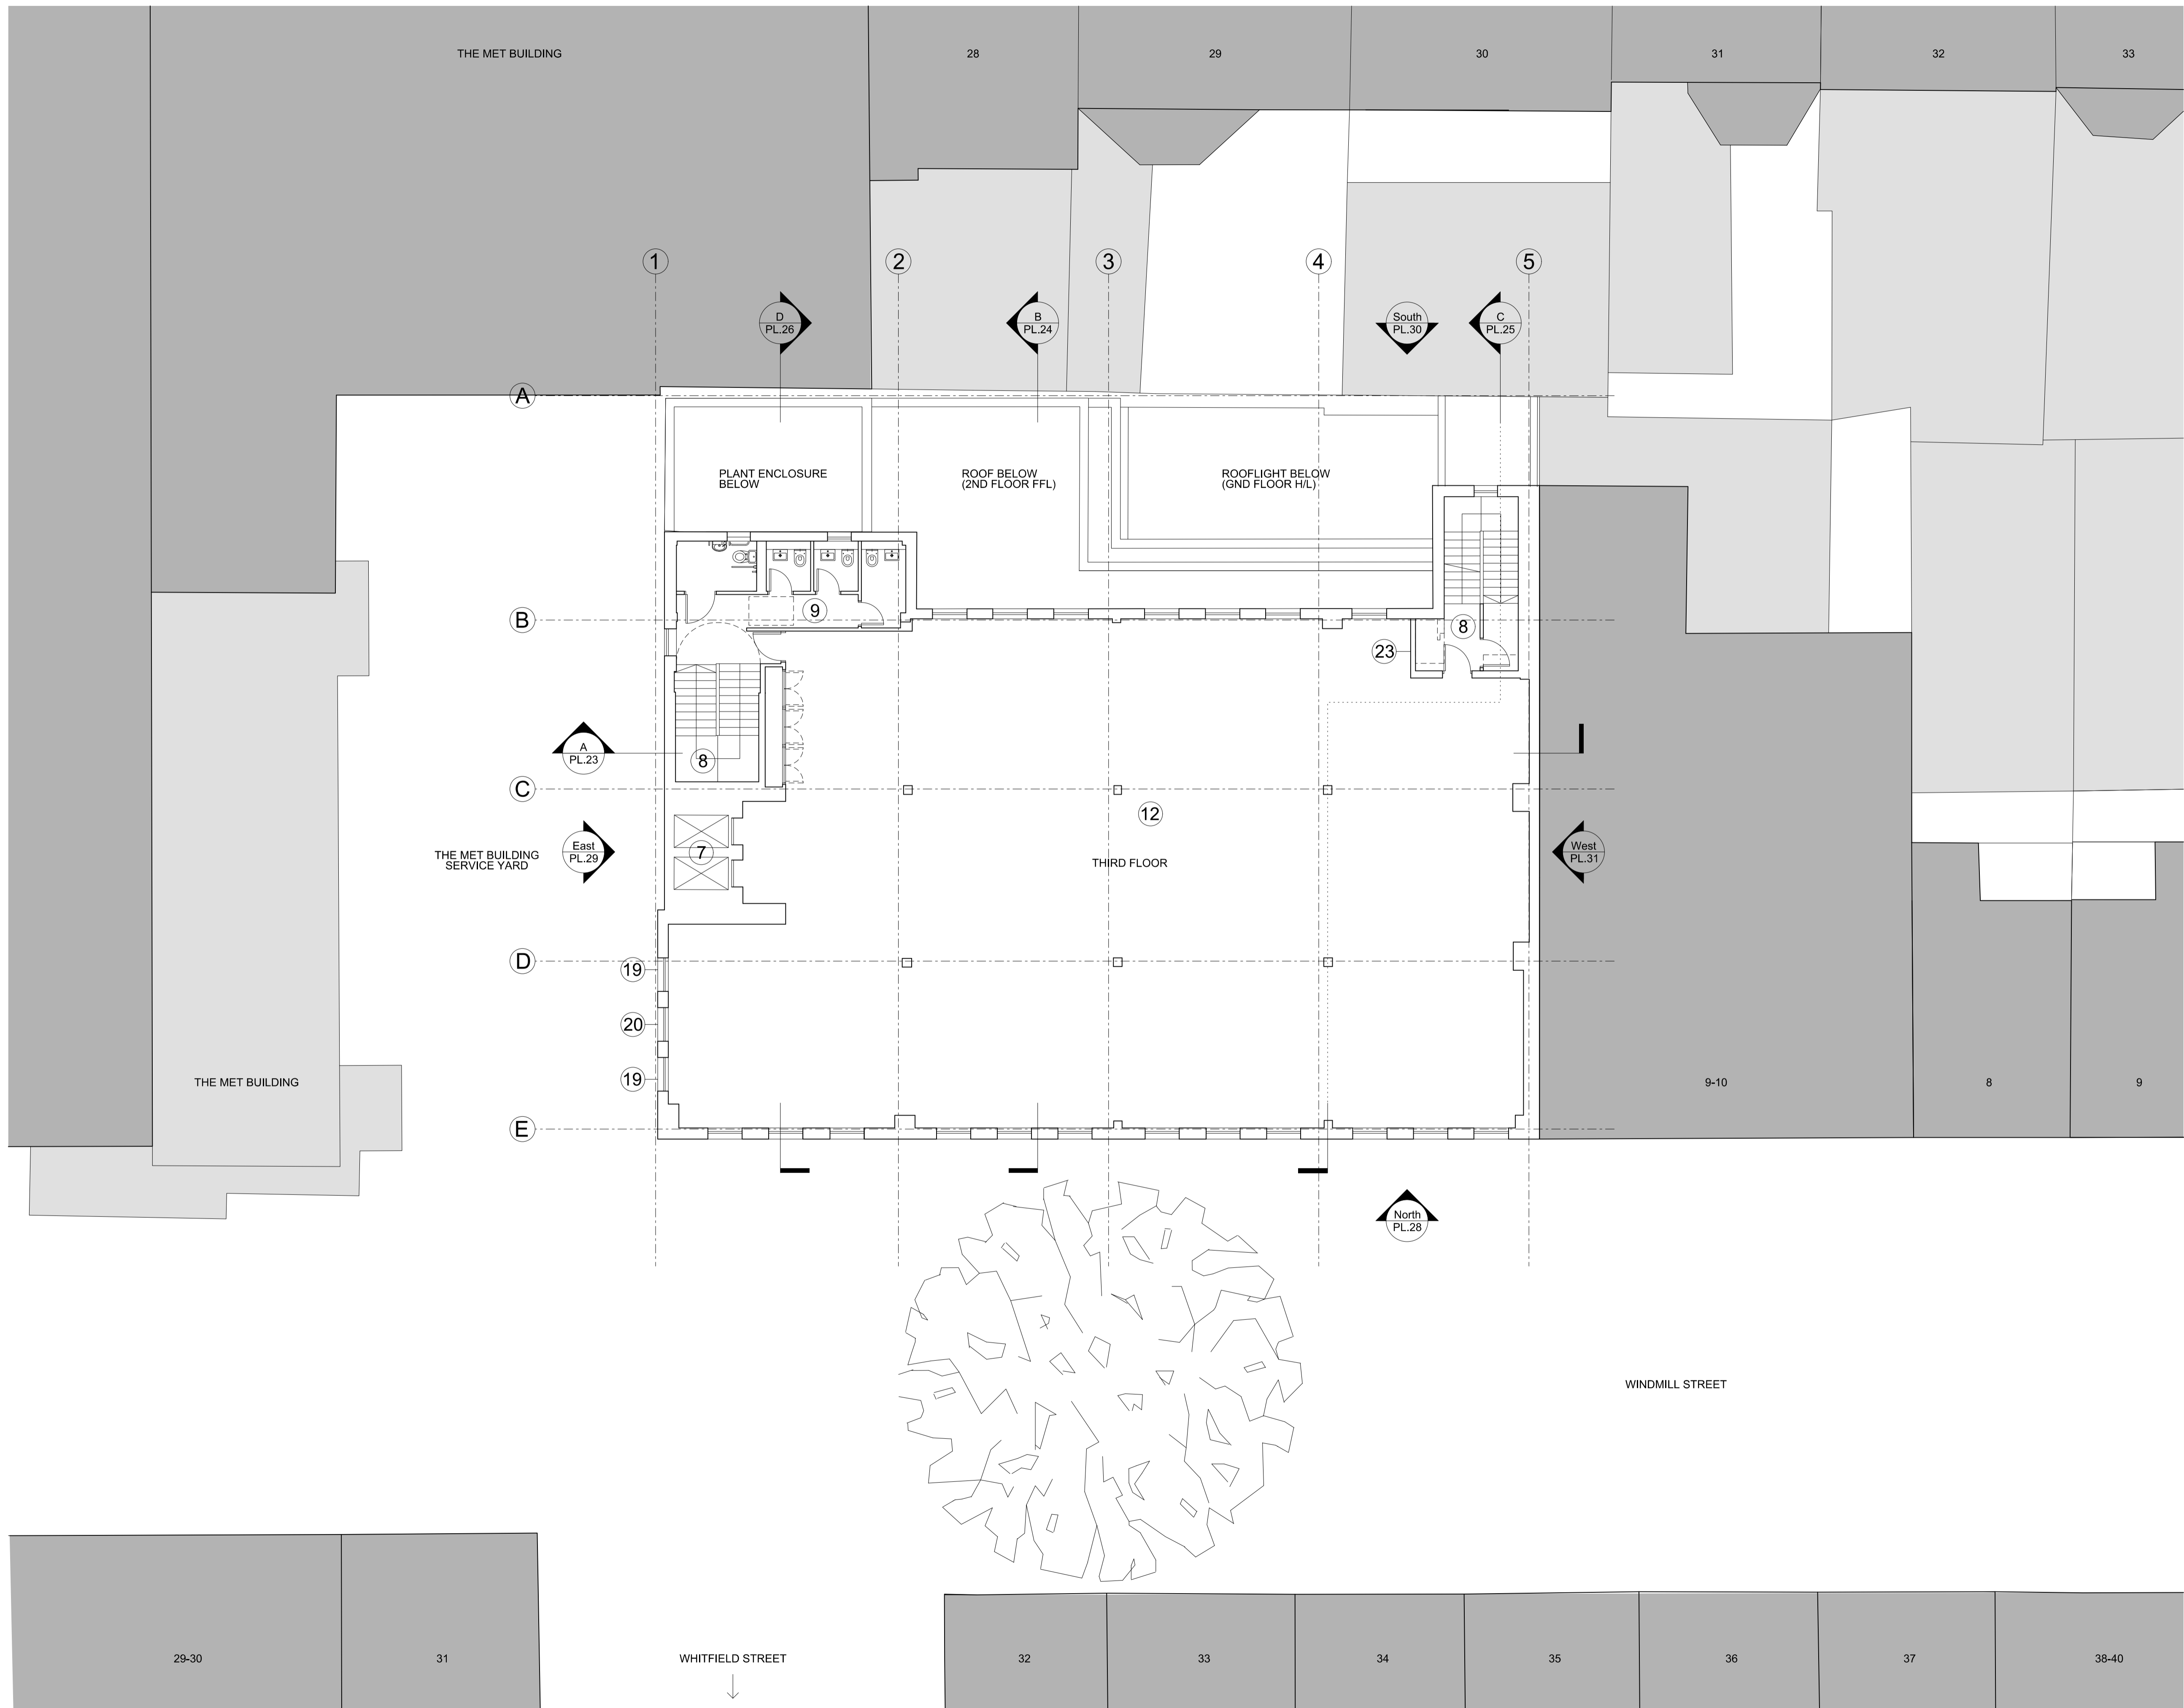 THE MET BUILDING
28
29
30
31
32
33
1
2
3
4
5
D
PL.26
B
PL.24
South
PL.30
C
PL.25
A
PLANT ENCLOSURE
BELOW
ROOF BELOW
(2ND FLOOR FFL)
ROOFLIGHT BELOW
(GND FLOOR H/L)
9
B
8
23
A
PL.23
8
C
12
THE MET BUILDING
SERVICE YARD
East
PL.29
7
THIRD FLOOR
West
PL.31
D
19
20
19
THE MET BUILDING
9-10
8
9
E
North
PL.28
WINDMILL STREET
29-30
31
WHITFIELD STREET
32
33
34
35
36
37
38-40